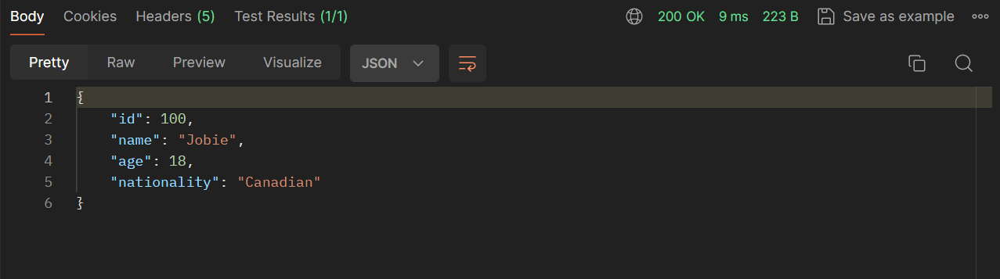 Body Cookies Headers (5) Test Results (1/1) 200 OK 9 ms 223 B Save as example
Pretty Raw Preview Visualize JSON
1 {
2 "id": 100,
3 "name": "Jobie",
4 "age": 18,
5 "nationality": "Canadian"
6 }